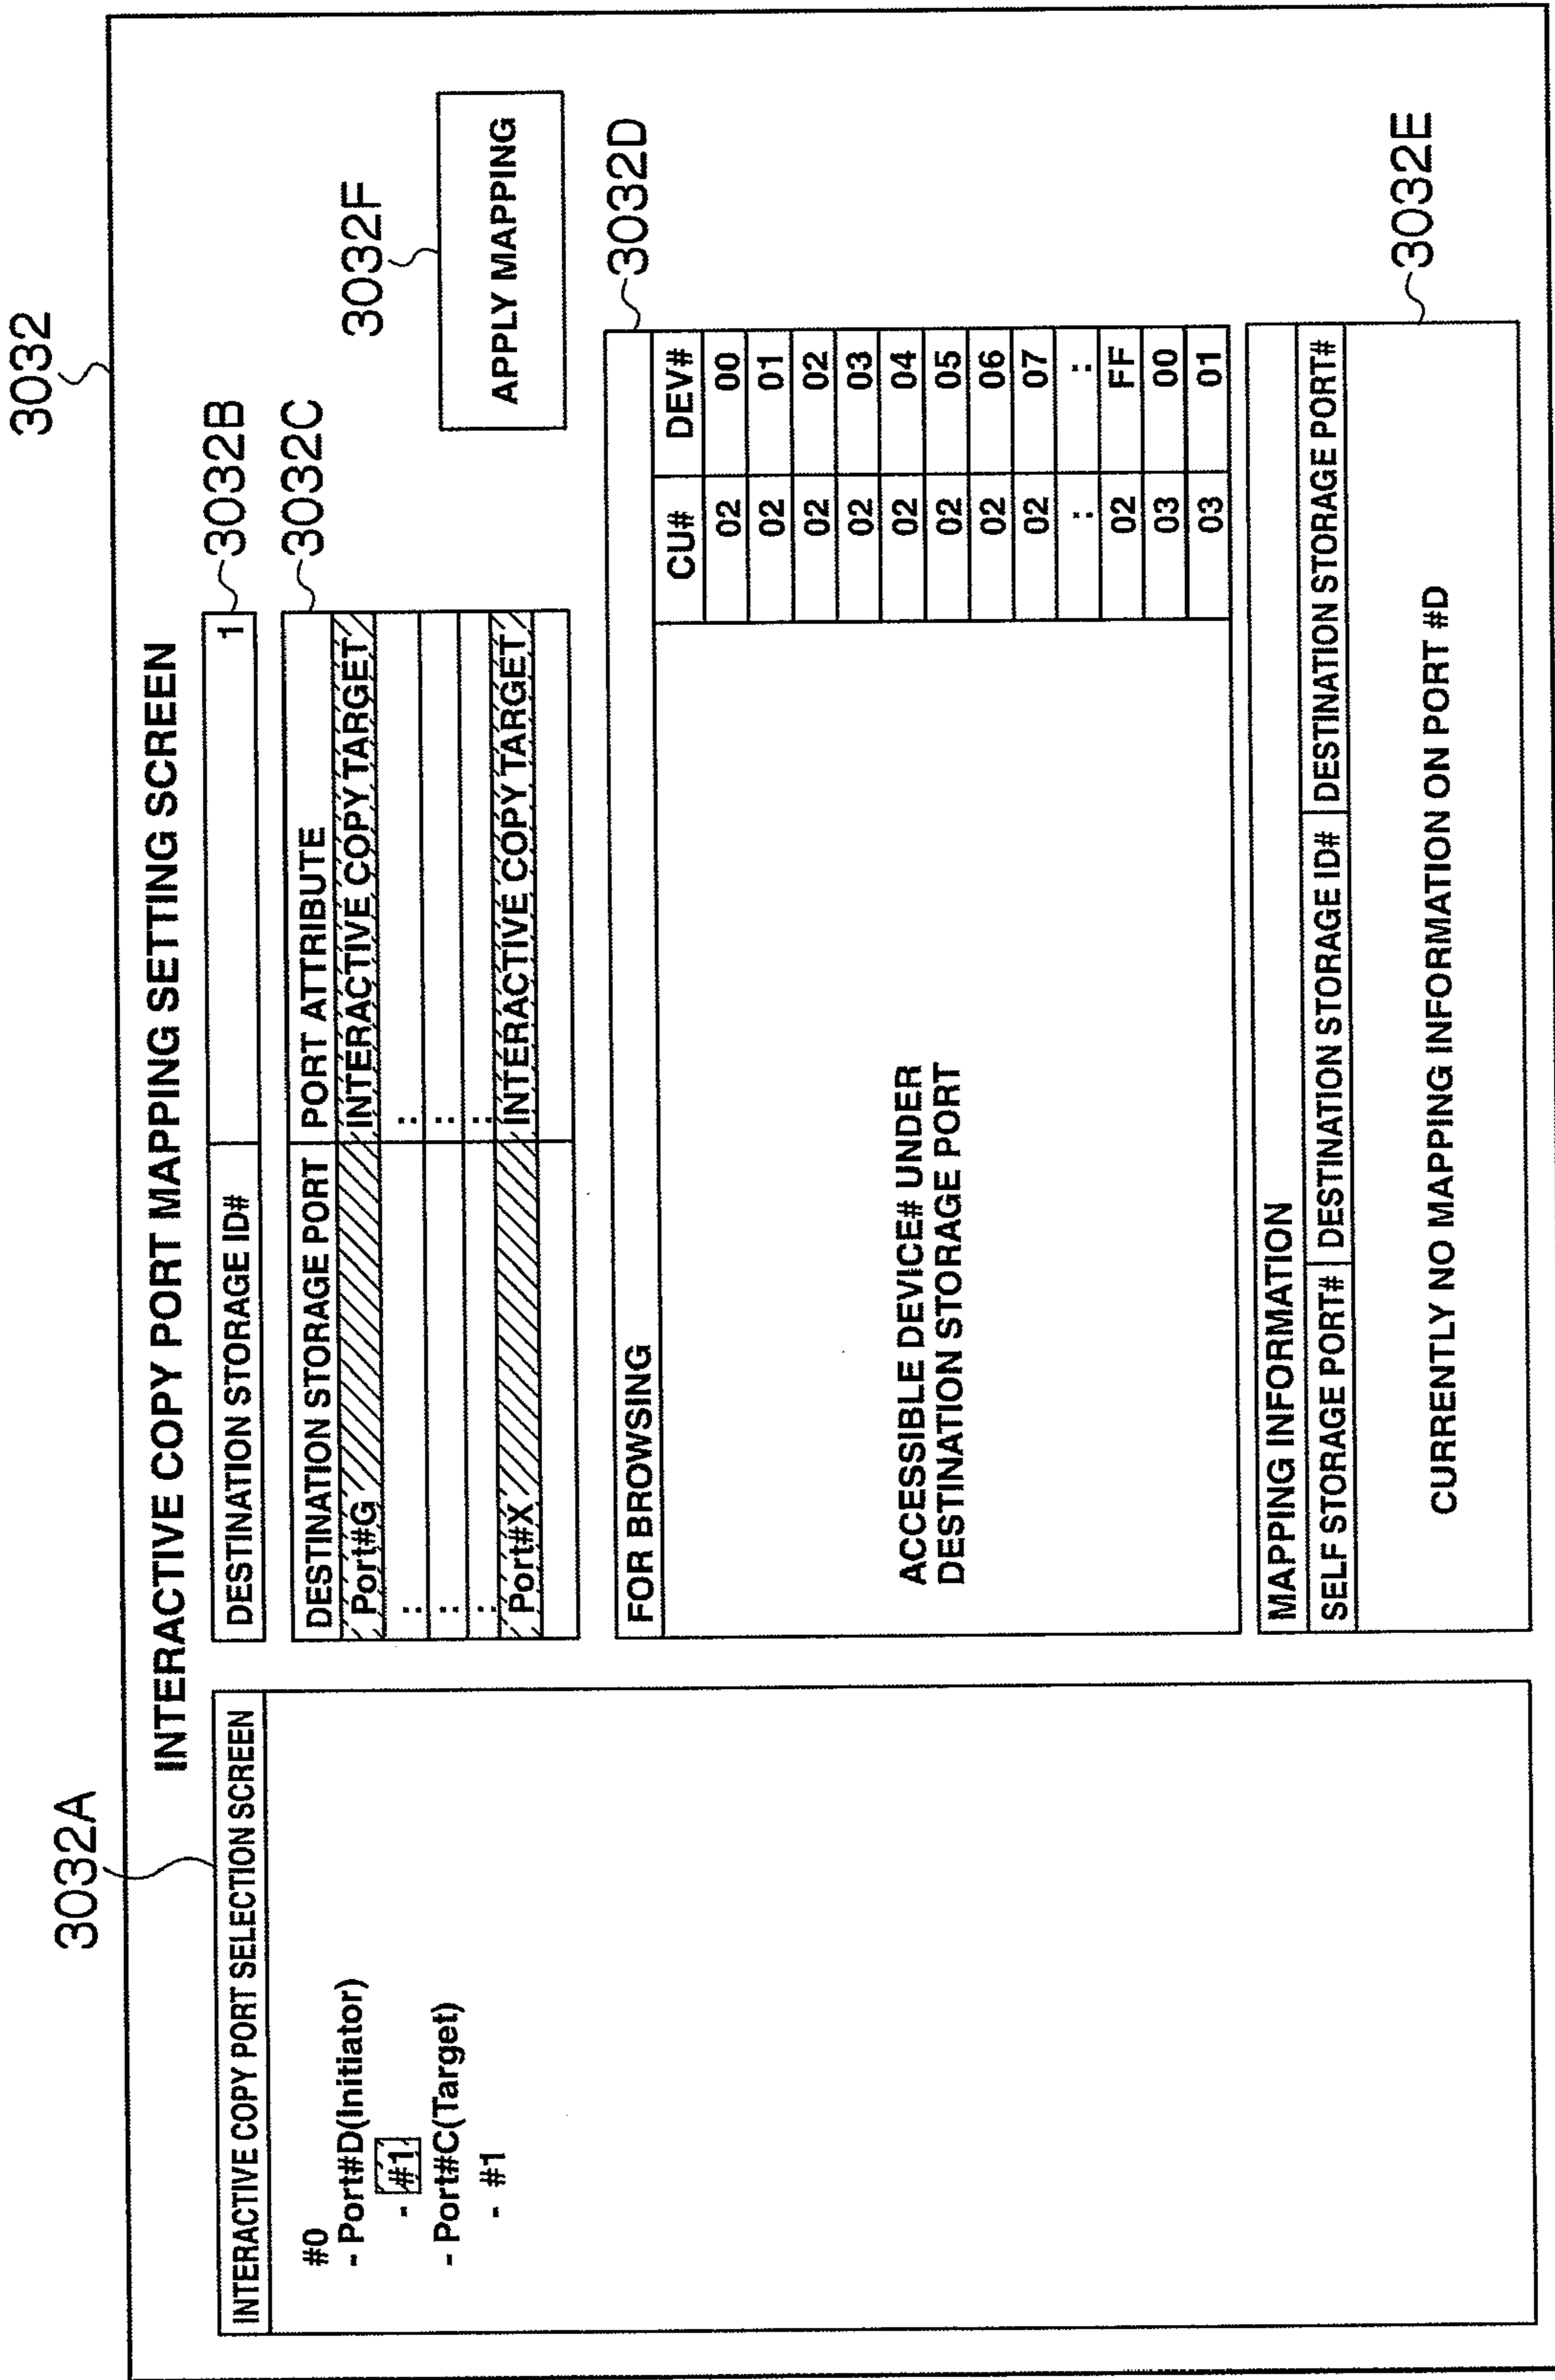 3032
INTERACTIVE COPY PORT MAPPING SETTING SCREEN
3032A
INTERACTIVE COPY PORT SELECTION SCREEN
#0
- Port#D(Initiator)
- #1
- Port#C(Target)
- #1
DESTINATION STORAGE ID# 1
3032B
DESTINATION STORAGE PORT PORT ATTRIBUTE
3032C
Port#G INTERACTIVE COPY TARGET
: :
: :
: :
Port#X INTERACTIVE COPY TARGET
3032F
APPLY MAPPING
3032D
FOR BROWSING
ACCESSIBLE DEVICE# UNDER
DESTINATION STORAGE PORT
CU# DEV#
02 00
02 01
02 02
02 03
02 04
02 05
02 06
02 07
: :
02 FF
03 00
03 01
MAPPING INFORMATION
SELF STORAGE PORT# DESTINATION STORAGE ID# DESTINATION STORAGE PORT#
CURRENTLY NO MAPPING INFORMATION ON PORT #D
3032E